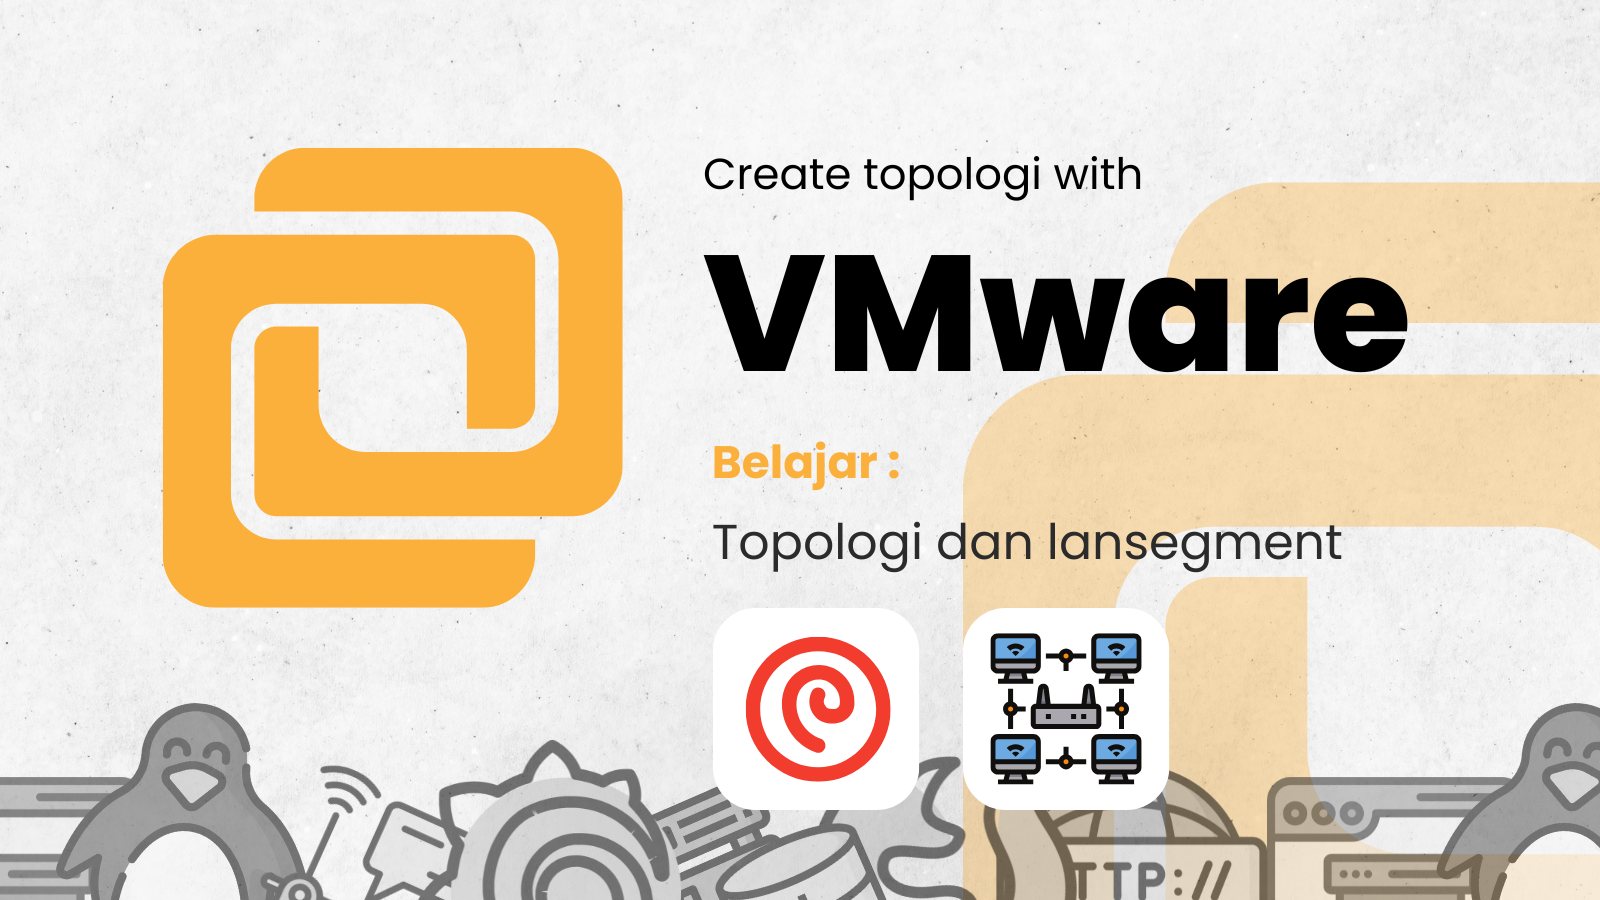 Create topologi with
VMware
Belajar :
Topologi dan lansegment
TTP://